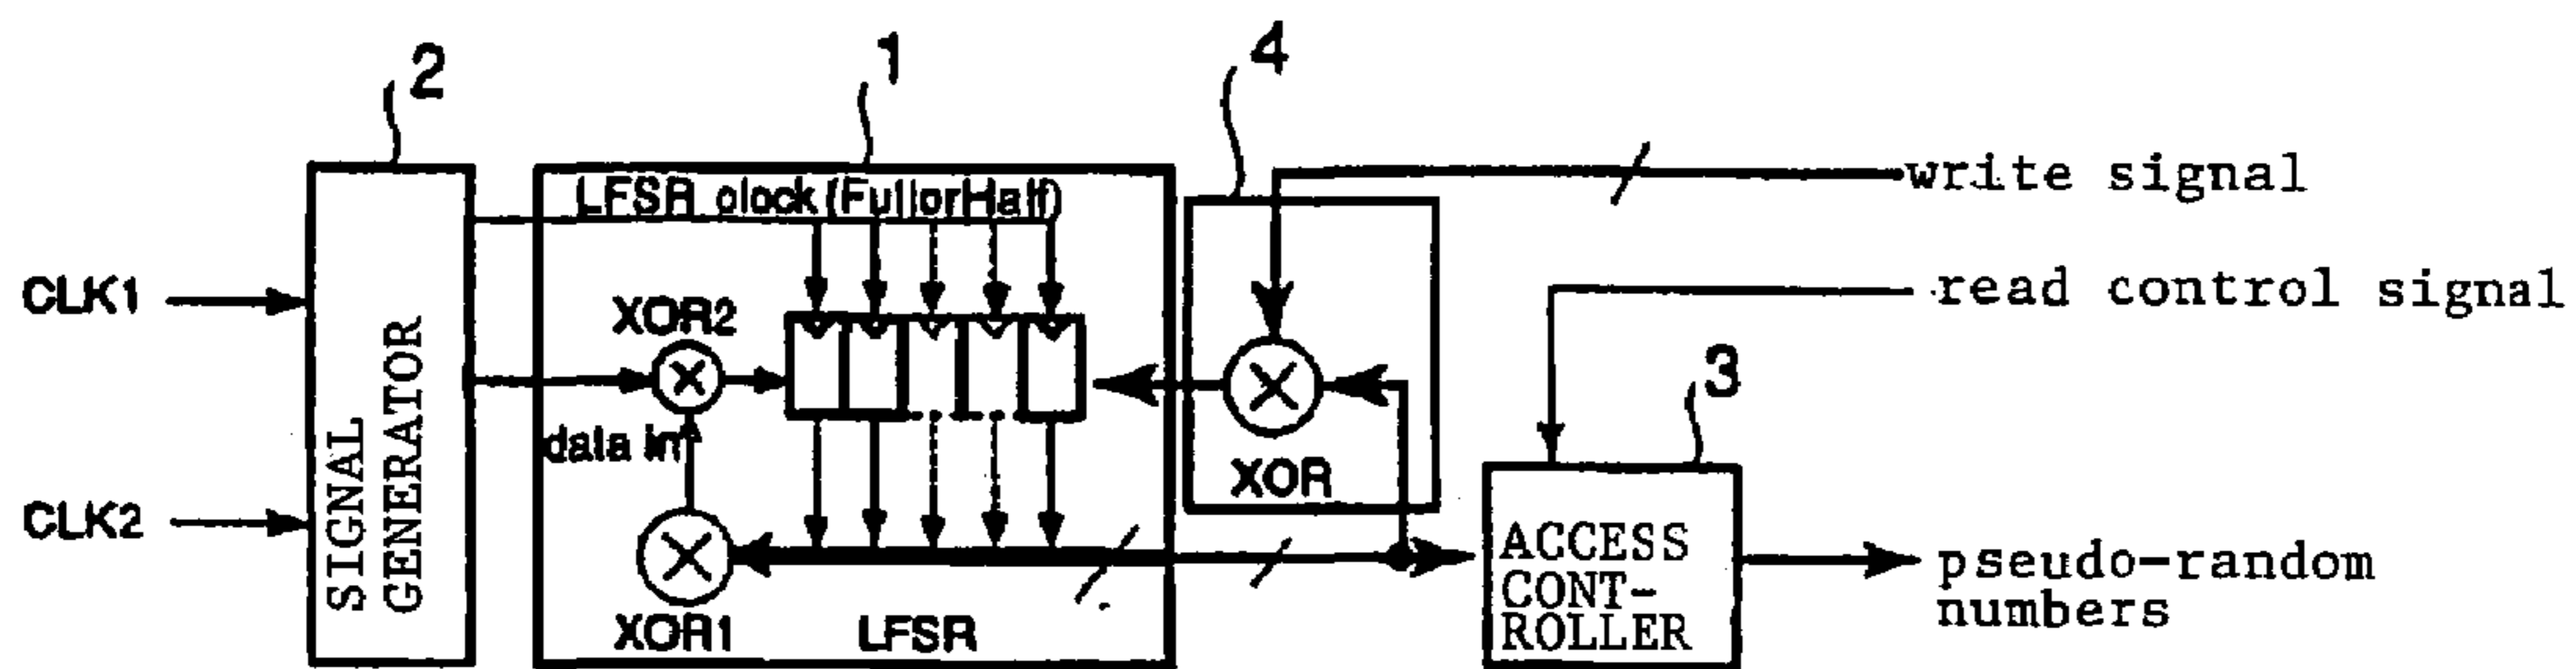 2
1
4
LFSR clock (FullorHalf)
write signal
CLK1
read control signal
XOR2
SIGNAL
GENERATOR
3
data in
XOR
CLK2
ACCESS
CONT-
ROLLER
pseudo-random
numbers
XOR1
LFSR